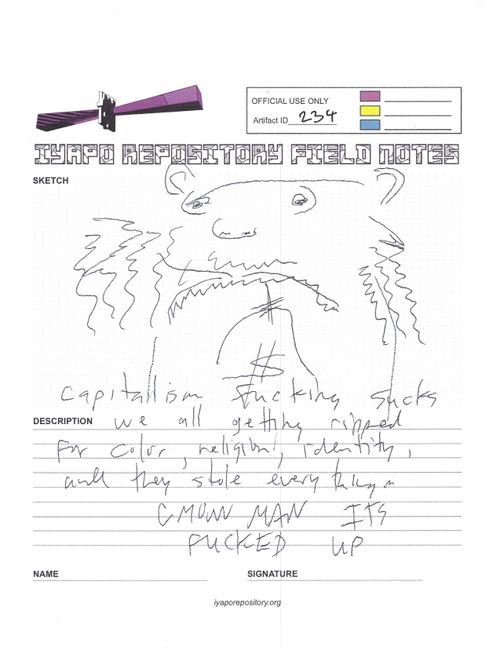 OFFICIAL USE ONLY
Artifact ID 234
IYAPO REPOSITORY FIELD NOTES
SKETCH
$
$
Capitallism Fucking Sucks
DESCRIPTION
we all getting ripped
For color, religion, identity,
and they stole everything
CMON MAN ITS
FUCKED UP
NAME
SIGNATURE
iyaporepository.org